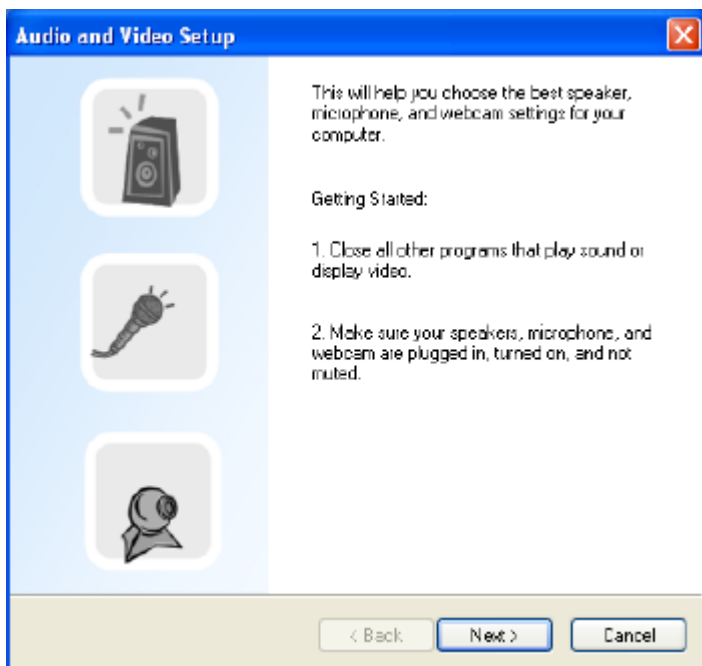 Audio and Video Setup
This will help you choose the best speaker,
microphone, and webcam settings for your
computer.
Getting Started:
1. Close all other programs that play sound or
display video.
2. Make sure your speakers, microphone, and
webcam are plugged in, turned on, and not
muted.
< Back
Next >
Cancel